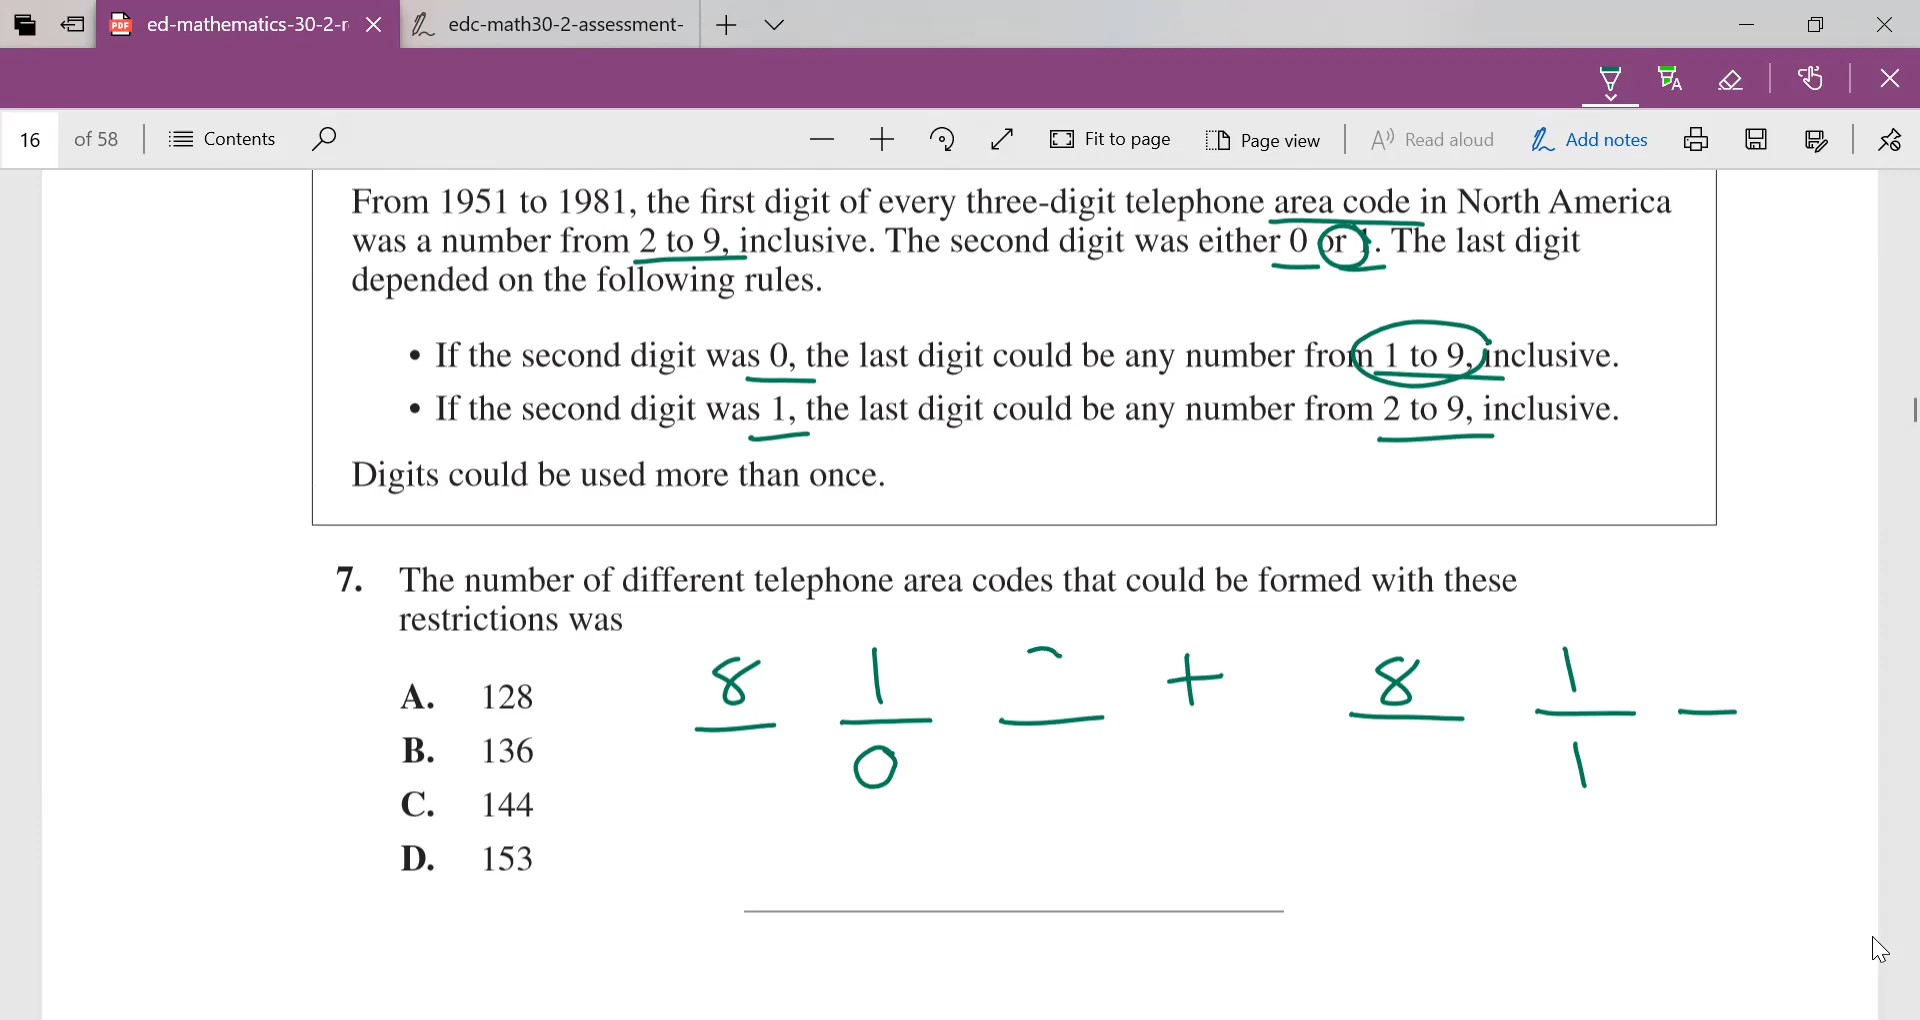 ed-mathematics-30-2-r
edc-math30-2-assessment-
16 of 58 Contents Fit to page Page view Read aloud Add notes
From 1951 to 1981, the first digit of every three-digit telephone area code in North America
was a number from 2 to 9, inclusive. The second digit was either 0 or 1. The last digit
depended on the following rules.
• If the second digit was 0, the last digit could be any number from 1 to 9, inclusive.
• If the second digit was 1, the last digit could be any number from 2 to 9, inclusive.
Digits could be used more than once.
7. The number of different telephone area codes that could be formed with these
restrictions was
8 1 + 8 1
0 1
A. 128
B. 136
C. 144
D. 153